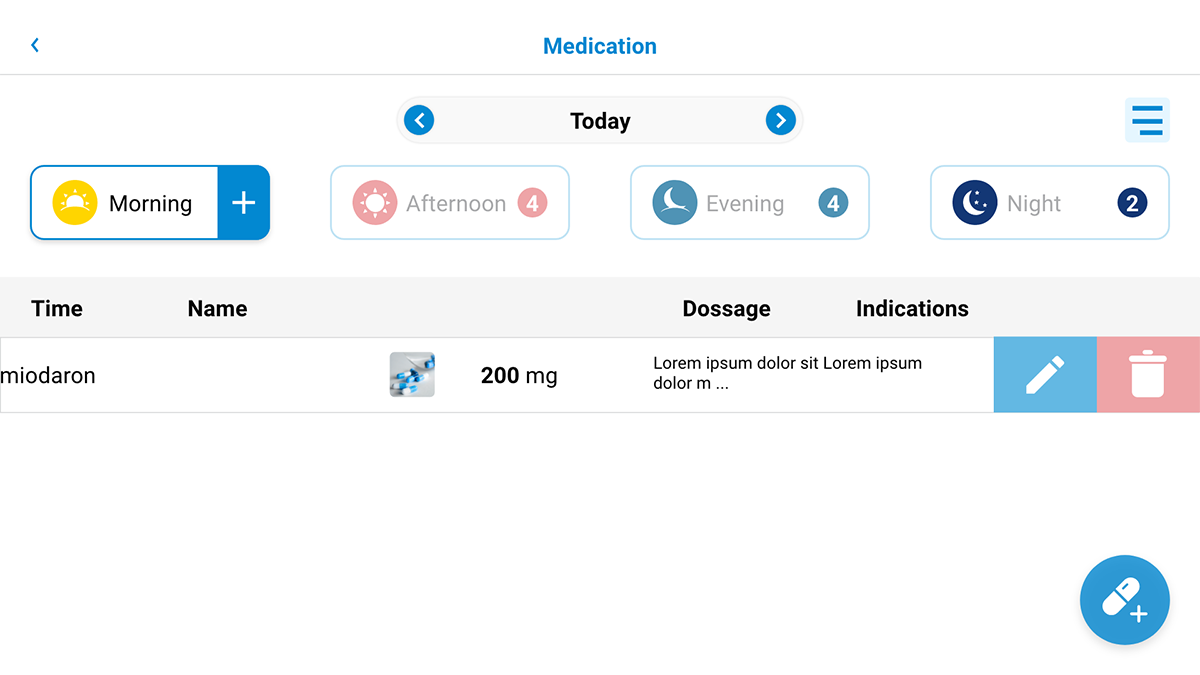 Medication
Today
Morning
Afternoon 4
Evening 4
Night 2
Time Name Dossage Indications
miodaron 200 mg Lorem ipsum dolor sit Lorem ipsum
dolor m ...